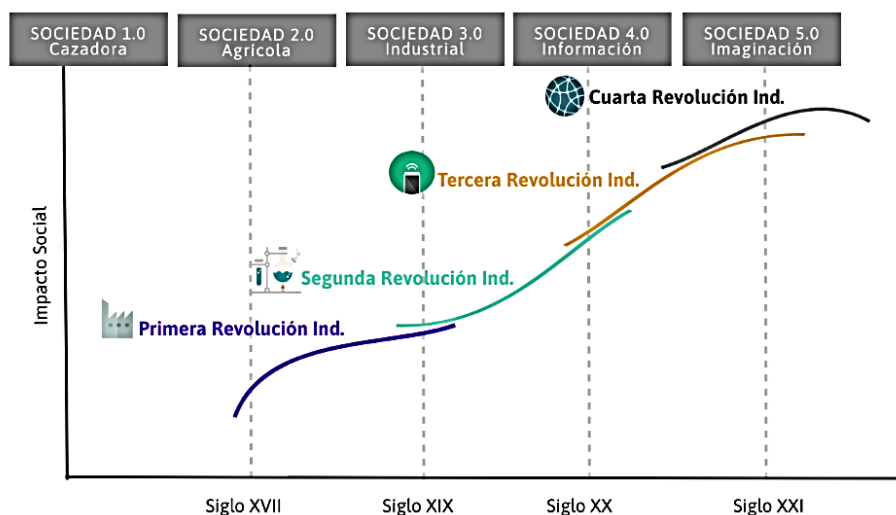 SOCIEDAD 1.0
Cazadora
SOCIEDAD 2.0
Agrícola
SOCIEDAD 3.0
Industrial
SOCIEDAD 4.0
Información
SOCIEDAD 5.0
Imaginación
Cuarta Revolución Ind.
Tercera Revolución Ind.
Segunda Revolución Ind.
Primera Revolución Ind.
Impacto Social
Siglo XVII
Siglo XIX
Siglo XX
Siglo XXI